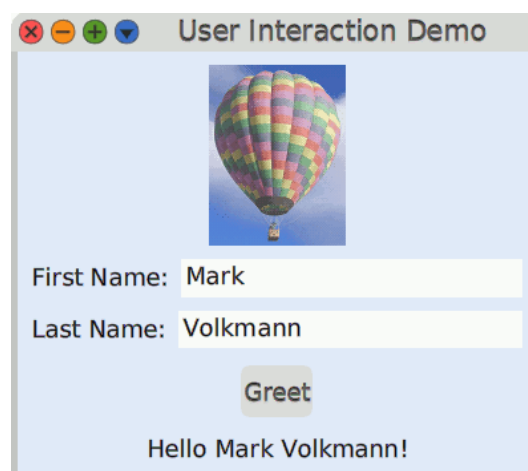 User Interaction Demo
First Name: Mark
Last Name: Volkmann
Greet
Hello Mark Volkmann!